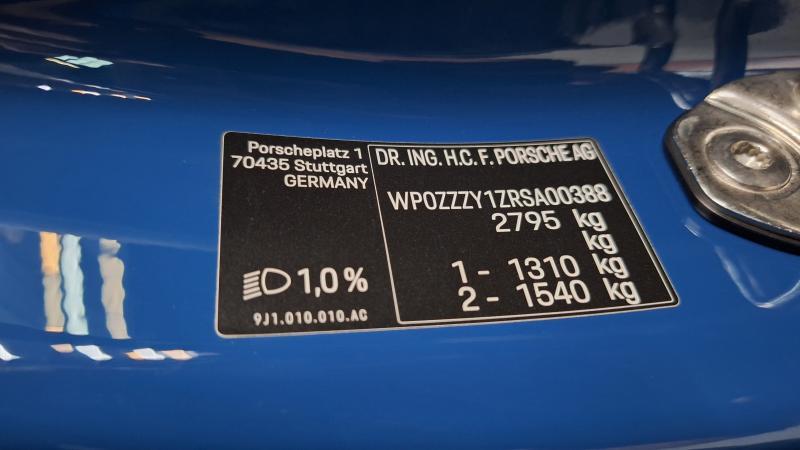 Porscheplatz 1
70435 Stuttgart
GERMANY
1,0%
9J1.010.010.AC
DR. ING. H.C. F. PORSCHE AG
WP0ZZZY1ZRSA00388
2795 kg
kg
1 - 1310 kg
2 - 1540 kg